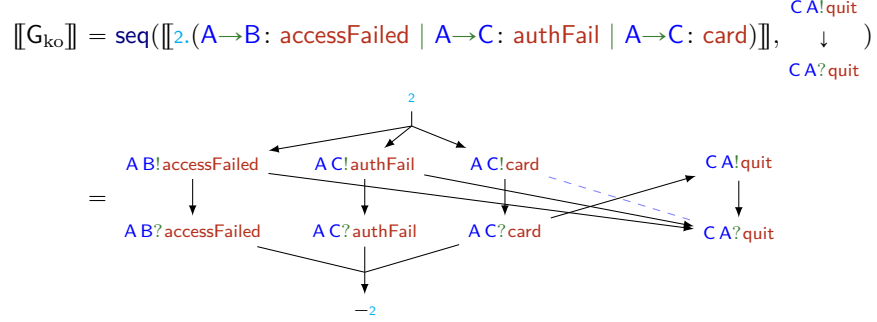 C A!quit
⟦G_ko⟧ = seq(⟦2.(A→B: accessFailed | A→C: authFail | A→C: card)⟧, ↓ )
C A?quit
2
A B!accessFailed A C!authFail A C!card C A!quit
=
A B?accessFailed A C?authFail A C?card C A?quit
−2